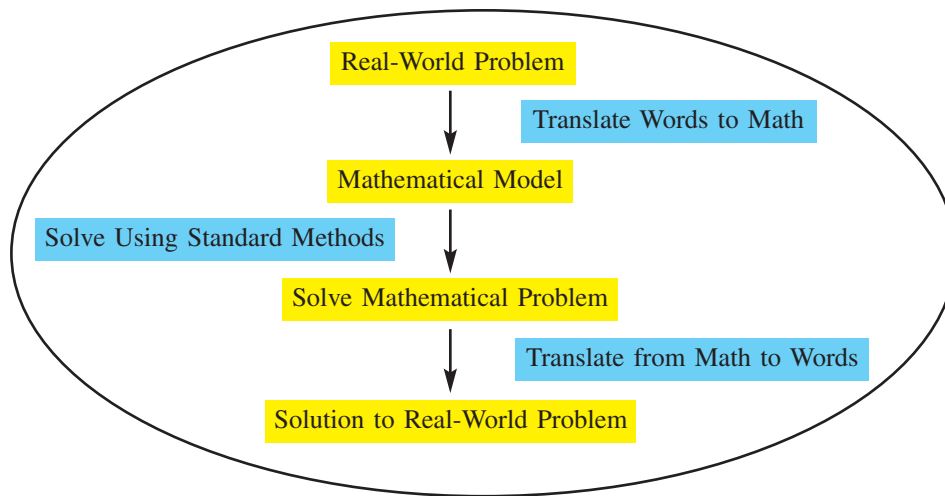 Real-World Problem
Translate Words to Math
Mathematical Model
Solve Using Standard Methods
Solve Mathematical Problem
Translate from Math to Words
Solution to Real-World Problem